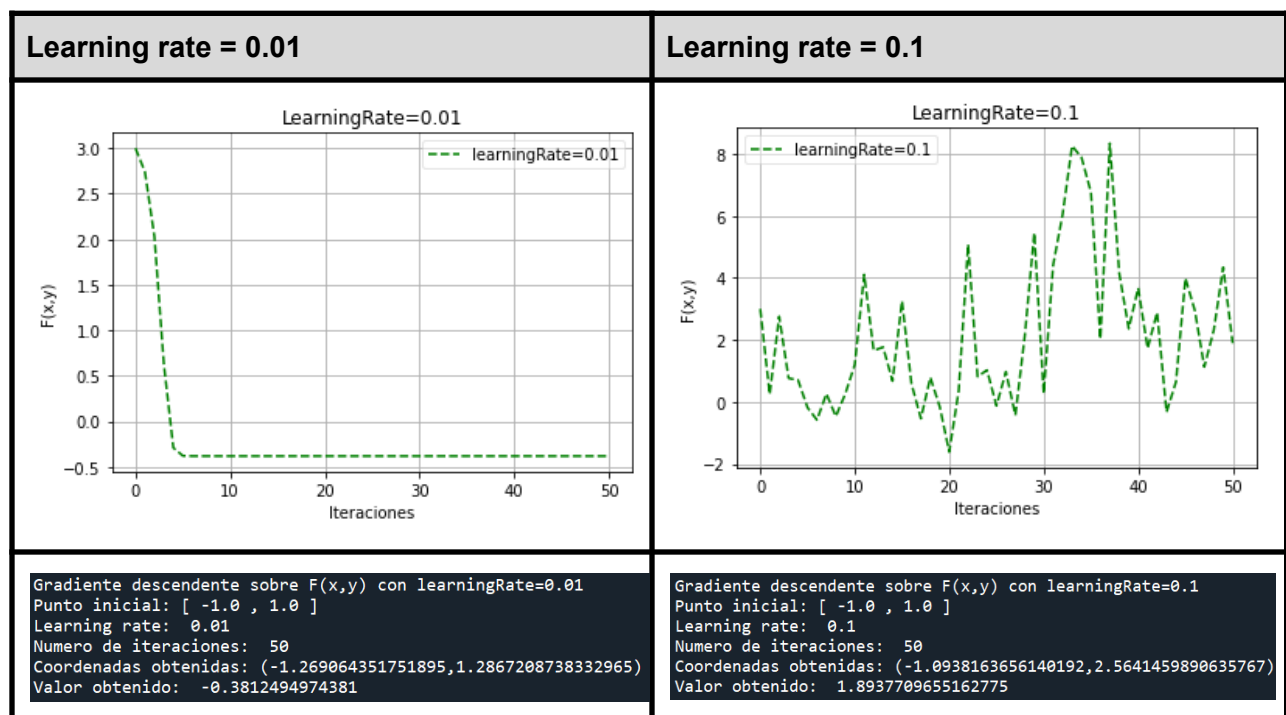 Learning rate = 0.01
Learning rate = 0.1
LearningRate=0.01
learningRate=0.01
3.0
2.5
2.0
1.5
1.0
0.5
0.0
−0.5
F(x,y)
0 10 20 30 40 50
Iteraciones
LearningRate=0.1
learningRate=0.1
8
6
4
2
0
−2
F(x,y)
0 10 20 30 40 50
Iteraciones
Gradiente descendente sobre F(x,y) con learningRate=0.01
Punto inicial: [ -1.0 , 1.0 ]
Learning rate:  0.01
Numero de iteraciones:  50
Coordenadas obtenidas: (-1.269064351751895,1.2867208738332965)
Valor obtenido:  -0.3812494974381
Gradiente descendente sobre F(x,y) con learningRate=0.1
Punto inicial: [ -1.0 , 1.0 ]
Learning rate:  0.1
Numero de iteraciones:  50
Coordenadas obtenidas: (-1.0938163656140192,2.5641459890635767)
Valor obtenido:  1.8937709655162775